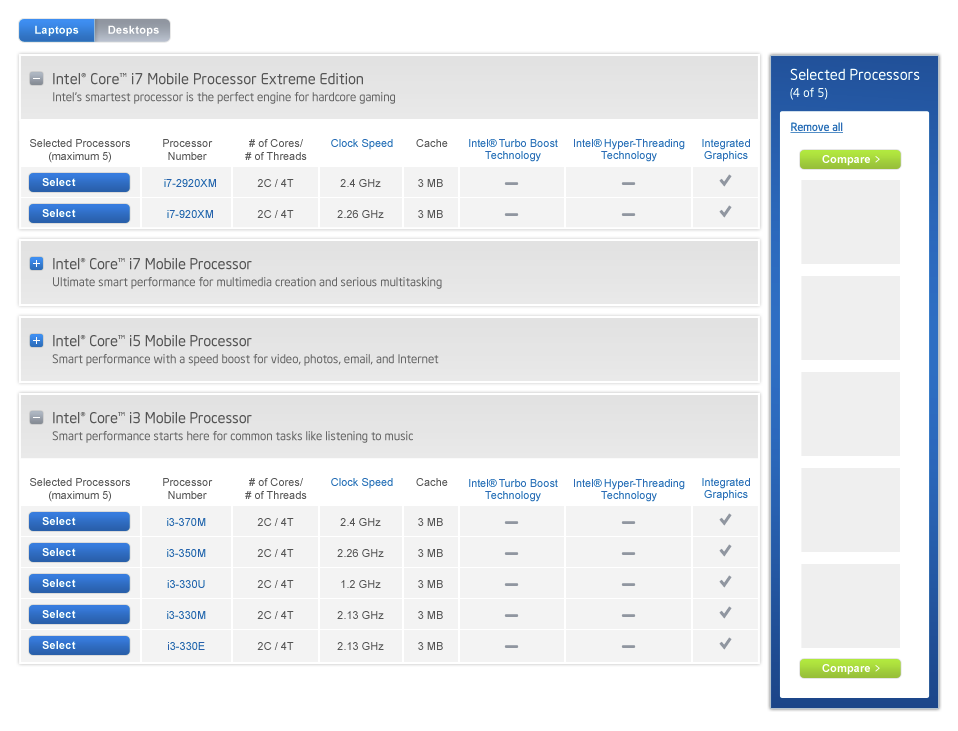 Laptops Desktops
Intel® Core™ i7 Mobile Processor Extreme Edition
Intel's smartest processor is the perfect engine for hardcore gaming
Selected Processors (maximum 5) Processor Number # of Cores/ # of Threads Clock Speed Cache Intel® Turbo Boost Technology Intel® Hyper-Threading Technology Integrated Graphics
Select i7-2920XM 2C / 4T 2.4 GHz 3 MB — — ✓
Select i7-920XM 2C / 4T 2.26 GHz 3 MB — — ✓
Intel® Core™ i7 Mobile Processor
Ultimate smart performance for multimedia creation and serious multitasking
Intel® Core™ i5 Mobile Processor
Smart performance with a speed boost for video, photos, email, and Internet
Intel® Core™ i3 Mobile Processor
Smart performance starts here for common tasks like listening to music
Selected Processors (maximum 5) Processor Number # of Cores/ # of Threads Clock Speed Cache Intel® Turbo Boost Technology Intel® Hyper-Threading Technology Integrated Graphics
Select i3-370M 2C / 4T 2.4 GHz 3 MB — — ✓
Select i3-350M 2C / 4T 2.26 GHz 3 MB — — ✓
Select i3-330U 2C / 4T 1.2 GHz 3 MB — — ✓
Select i3-330M 2C / 4T 2.13 GHz 3 MB — — ✓
Select i3-330E 2C / 4T 2.13 GHz 3 MB — — ✓
Selected Processors
(4 of 5)
Remove all
Compare >
Compare >